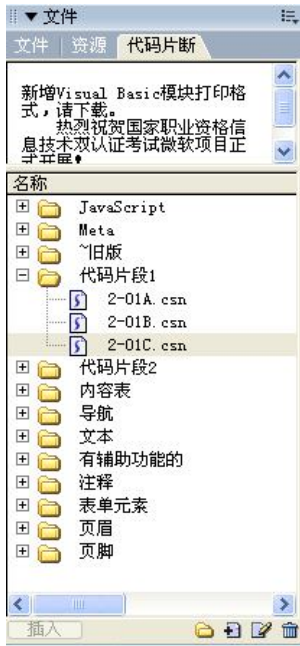 文件
文件 资源 代码片断
新增Visual Basic模块打印格
式，请下载。
热烈祝贺国家职业资格信
息技术双认证考试微软项目正
式开展!
名称
JavaScript
Meta
~旧版
代码片段1
2-01A.csn
2-01B.csn
2-01C.csn
代码片段2
内容表
导航
文本
有辅助功能的
注释
表单元素
页眉
页脚
插入